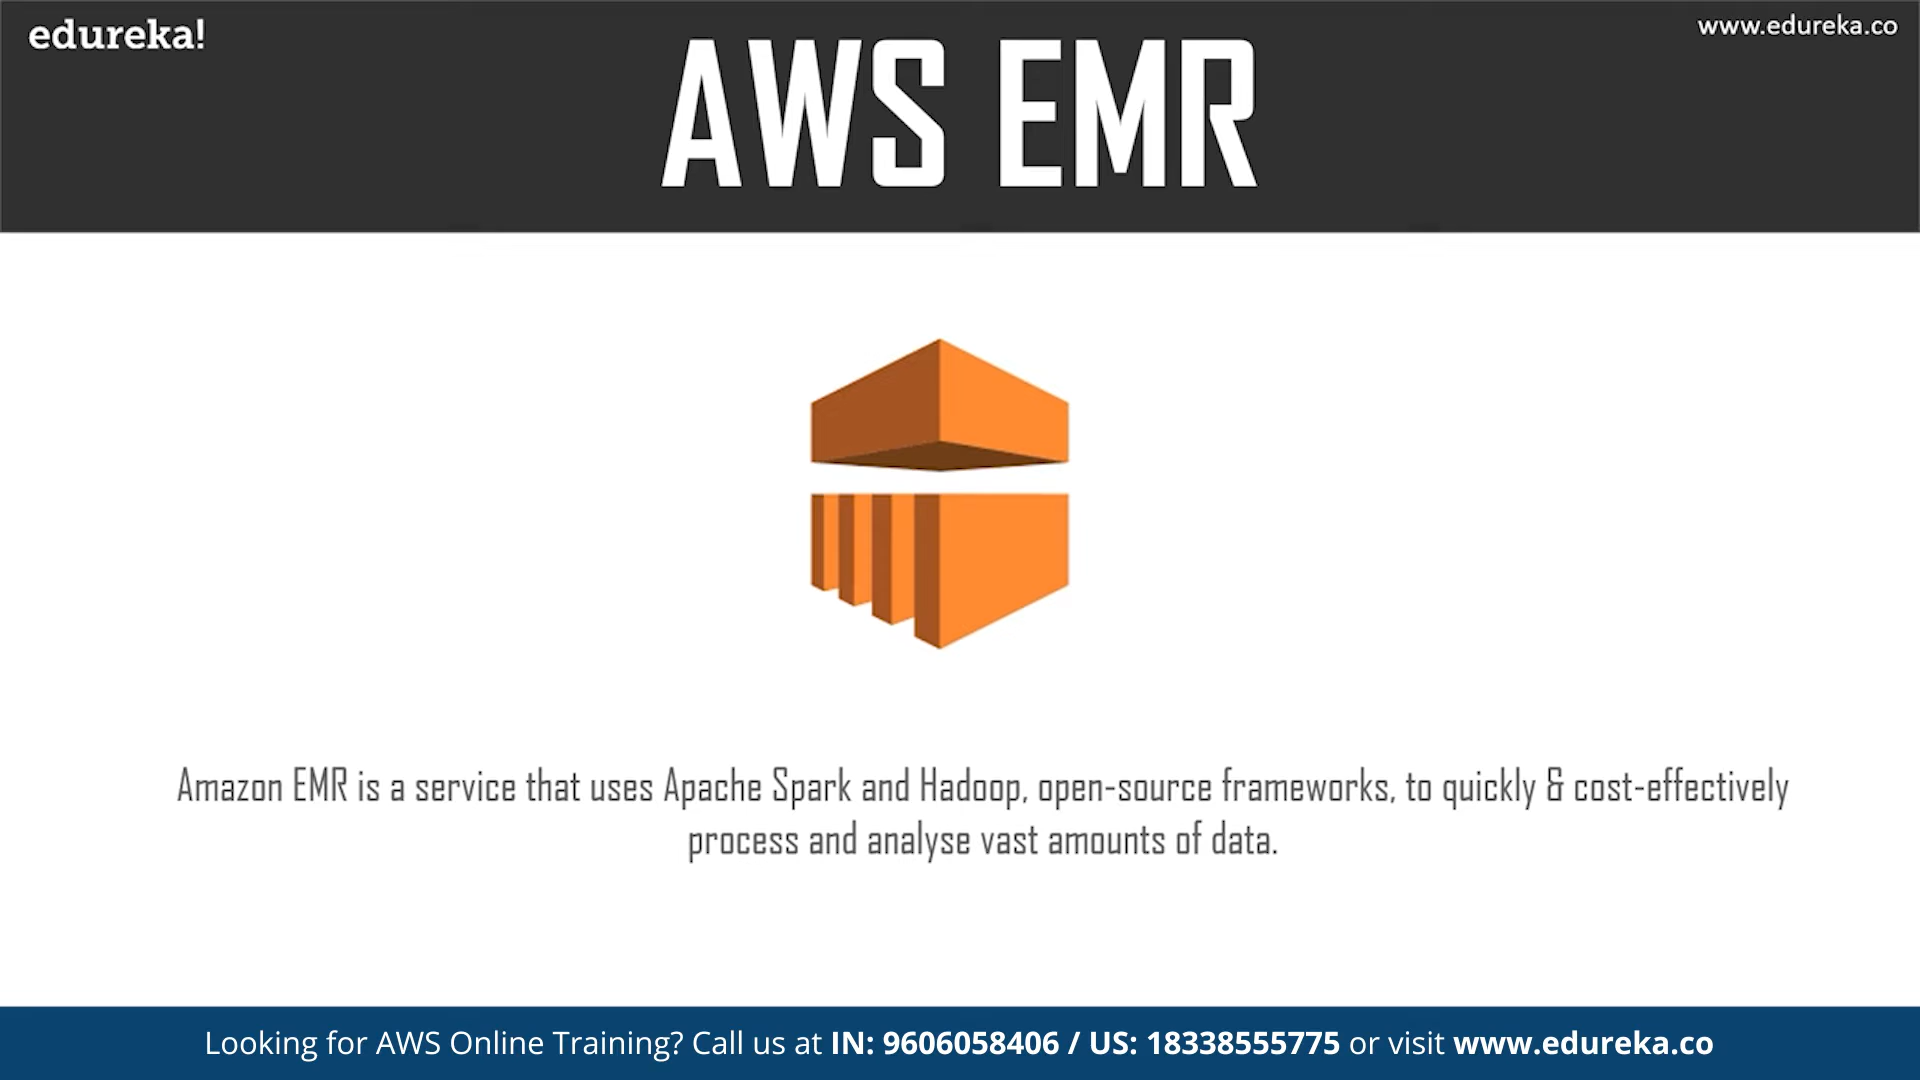 edureka!
www.edureka.co
AWS EMR
Amazon EMR is a service that uses Apache Spark and Hadoop, open-source frameworks, to quickly & cost-effectively
process and analyse vast amounts of data.
Looking for AWS Online Training? Call us at IN: 9606058406 / US: 18338555775 or visit www.edureka.co